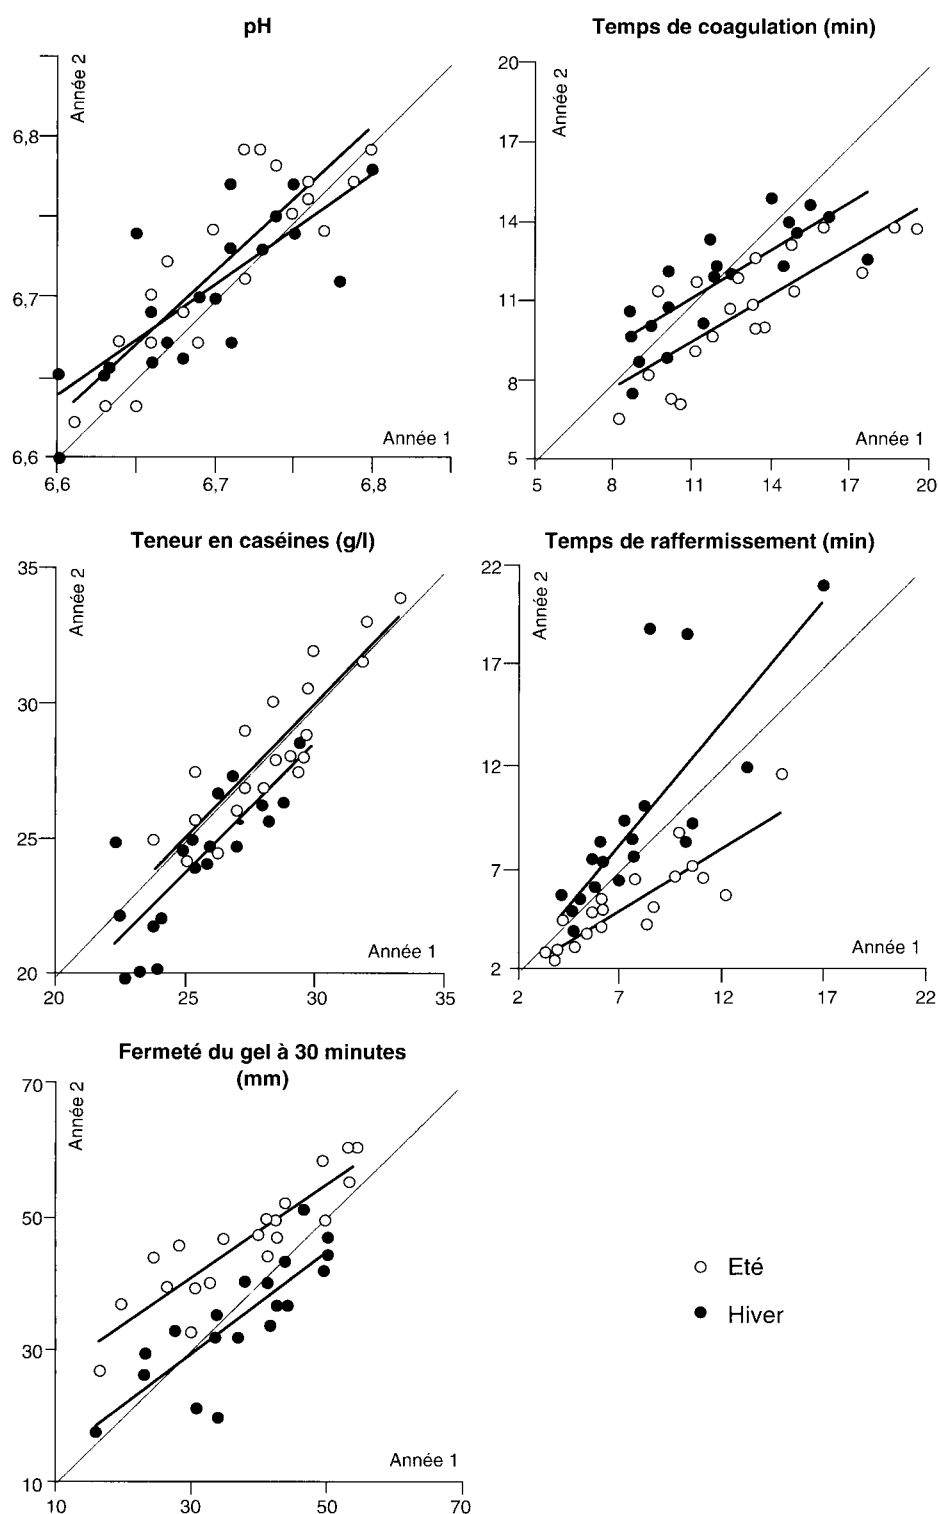 pH
Année 2
6,8
6,7
6,6
Année 1
6,6 6,7 6,8
Temps de coagulation (min)
20
Année 2
17
14
11
8
5
Année 1
5 8 11 14 17 20
Teneur en caséines (g/l)
35
Année 2
30
25
20
Année 1
20 25 30 35
Temps de raffermissement (min)
22
Année 2
17
12
7
2
Année 1
2 7 12 17 22
Fermeté du gel à 30 minutes
(mm)
70
Année 2
50
30
10
Année 1
10 30 50 70
Eté
Hiver